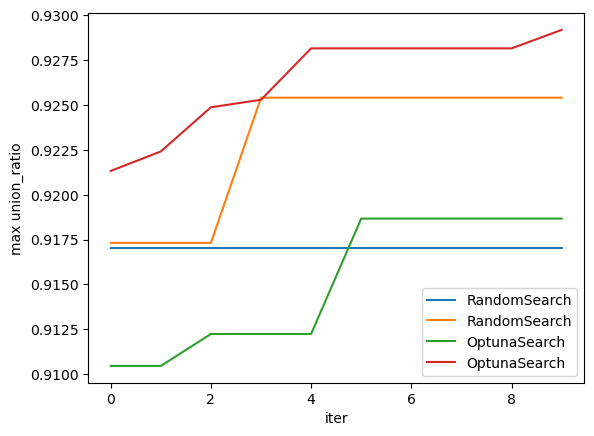 max union_ratio
0.9300
0.9275
0.9250
0.9225
0.9200
0.9175
0.9150
0.9125
0.9100
0 2 4 6 8
iter
RandomSearch
RandomSearch
OptunaSearch
OptunaSearch